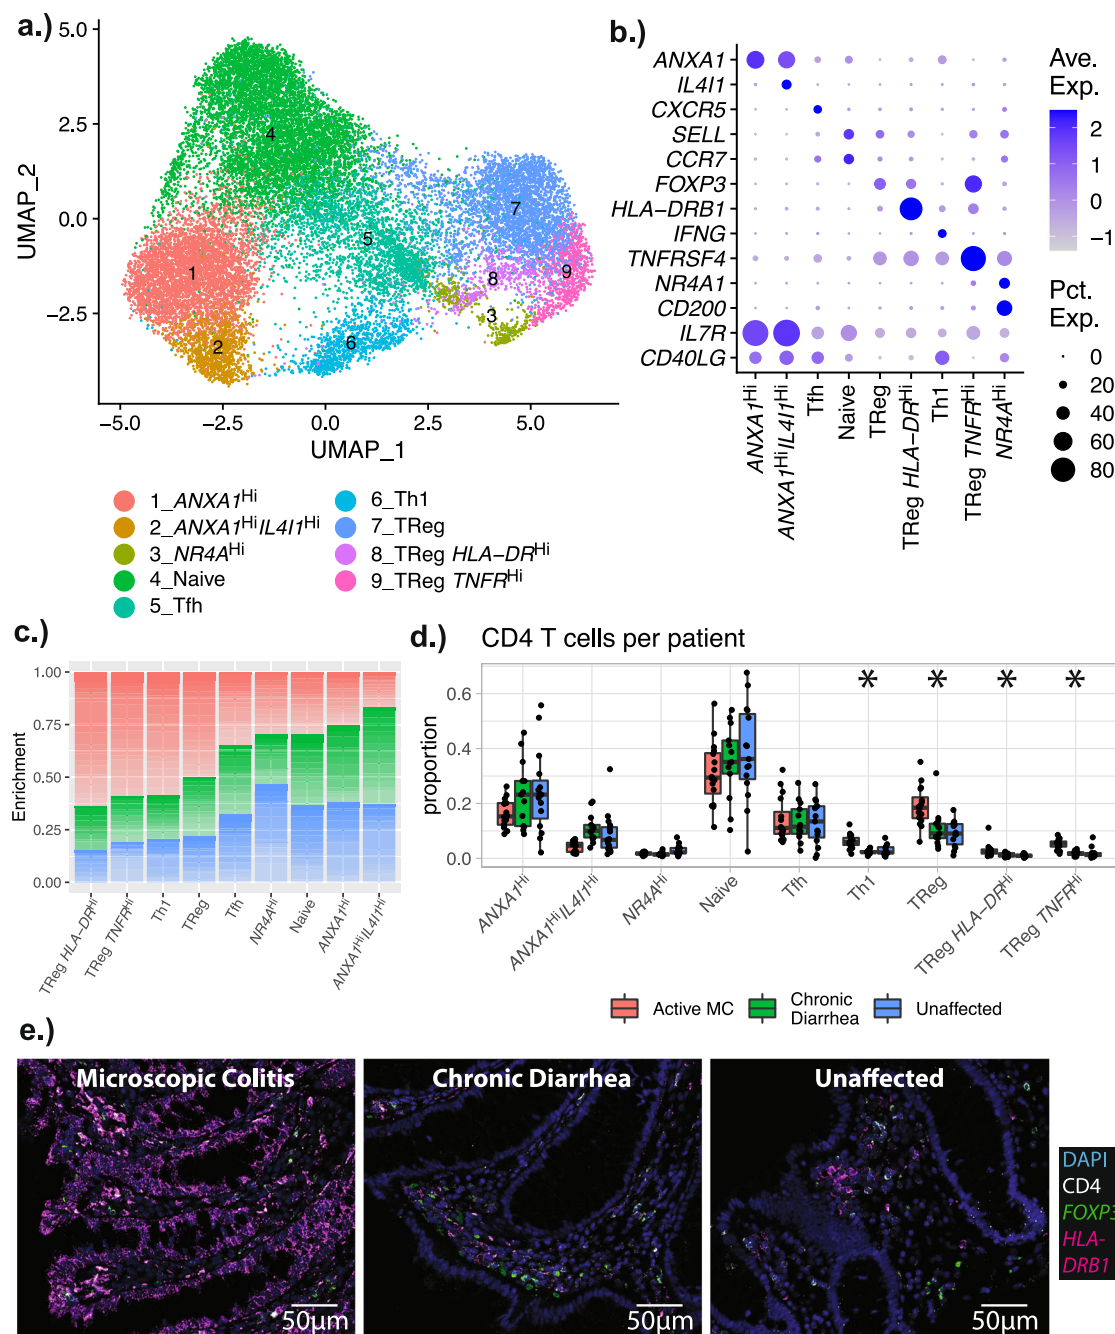 a.)
5.0
2.5
0.0
−2.5
UMAP_2
−5.0
−2.5
0.0
2.5
5.0
UMAP_1
1
2
3
4
5
6
7
8
9
1_ANXA1Hi
2_ANXA1HiIL4I1Hi
3_NR4AHi
4_Naive
5_Tfh
6_Th1
7_TReg
8_TReg HLA−DRHi
9_TReg TNFRHi
b.)
ANXA1
IL4I1
CXCR5
SELL
CCR7
FOXP3
HLA−DRB1
IFNG
TNFRSF4
NR4A1
CD200
IL7R
CD40LG
ANXA1Hi
ANXA1HiIL4I1Hi
Tfh
Naive
TReg
TReg HLA−DRHi
Th1
TReg TNFRHi
NR4AHi
Ave.
Exp.
2
1
0
−1
Pct.
Exp.
0
20
40
60
80
c.)
1.00
0.75
0.50
0.25
0.00
Enrichment
TReg HLA−DRHi
TReg TNFRHi
Th1
TReg
Tfh
NR4AHi
Naive
ANXA1Hi
ANXA1HiIL4I1Hi
d.)
CD4 T cells per patient
0.6
0.4
0.2
0.0
proportion
* * * *
ANXA1Hi
ANXA1HiIL4I1Hi
NR4AHi
Naive
Tfh
Th1
TReg
TReg HLA−DRHi
TReg TNFRHi
Active MC
Chronic
Diarrhea
Unaffected
e.)
Microscopic Colitis
50µm
Chronic Diarrhea
50µm
Unaffected
50µm
DAPI
CD4
FOXP3
HLA-
DRB1